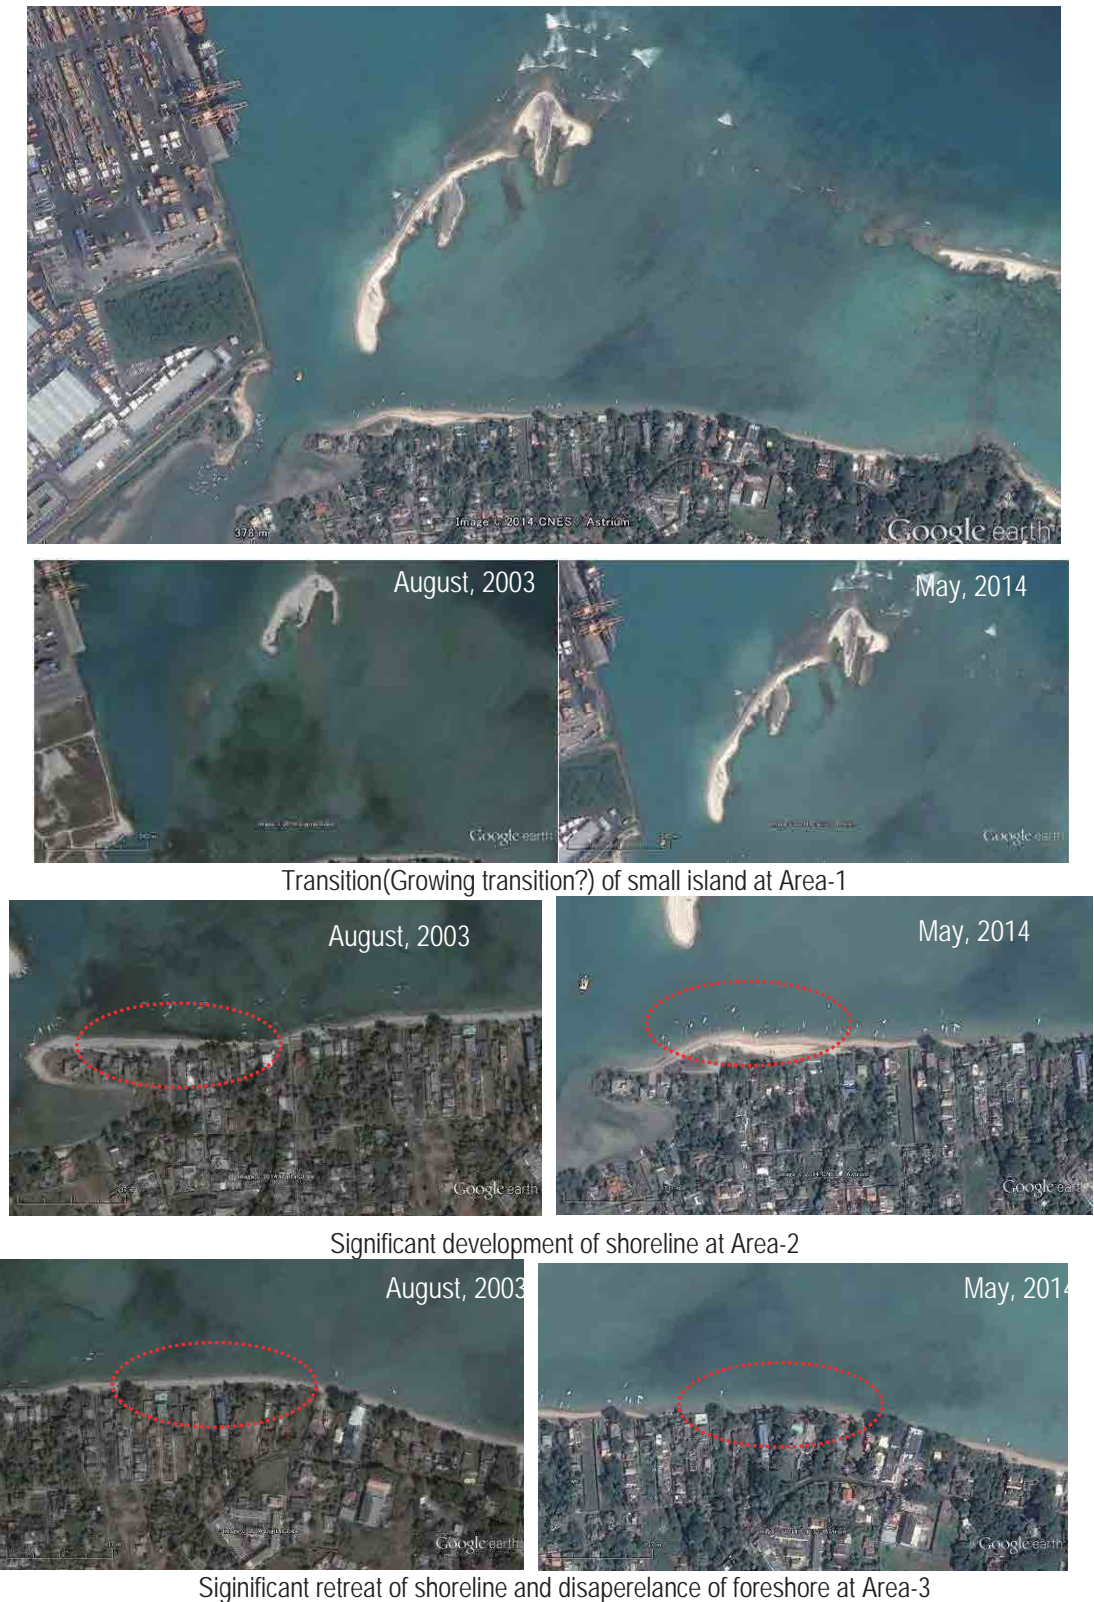 378 m
Image © 2014 CNES / Astrium
Google earth
August, 2003
May, 2014
Google earth
Google earth
Transition(Growing transition?) of small island at Area-1
August, 2003
May, 2014
Google earth
Google earth
Significant development of shoreline at Area-2
August, 2003
May, 2014
Google earth
Google earth
Siginificant retreat of shoreline and disaperelance of foreshore at Area-3